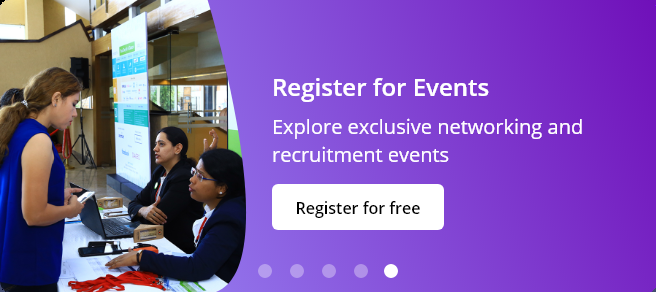 Register for Events
Explore exclusive networking and
recruitment events
Register for free